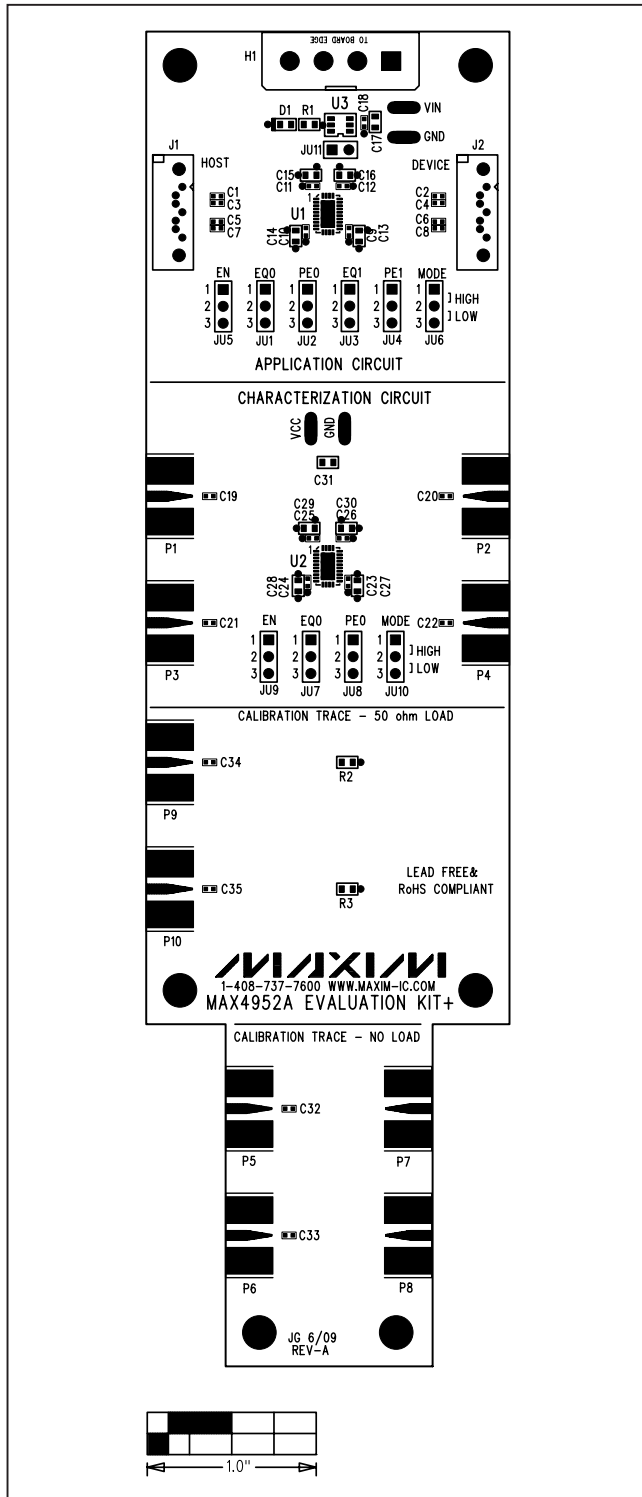 TO BOARD EDGE
H1
D1 R1 U3 C18 C17 VIN
GND
J1 HOST JU11 DEVICE J2
C15 C16
C11 C12
C1 C2
C3 C4
U1 1
C5 C6
C7 C8
C14 C10 C9 C13
EN EQ0 PE0 EQ1 PE1 MODE
1 1 1 1 1 1 ] HIGH
2 2 2 2 2 2
3 3 3 3 3 3 ] LOW
JU5 JU1 JU2 JU3 JU4 JU6
APPLICATION CIRCUIT
CHARACTERIZATION CIRCUIT
VCC GND
C31
C19 C20
P1 P2
C29 C30
C25 C26
U2 1
C28 C24 C23 C27
C21 C22
P3 P4
EN EQ0 PE0 MODE
1 1 1 1 ] HIGH
2 2 2 2
3 3 3 3 ] LOW
JU9 JU7 JU8 JU10
CALIBRATION TRACE - 50 ohm LOAD
C34 R2
P9
C35 R3
P10
LEAD FREE&
RoHS COMPLIANT
MAXIM
1-408-737-7600 WWW.MAXIM-IC.COM
MAX4952A EVALUATION KIT+
CALIBRATION TRACE - NO LOAD
C32
P5 P7
C33
P6 P8
JG 6/09
REV-A
1.0"